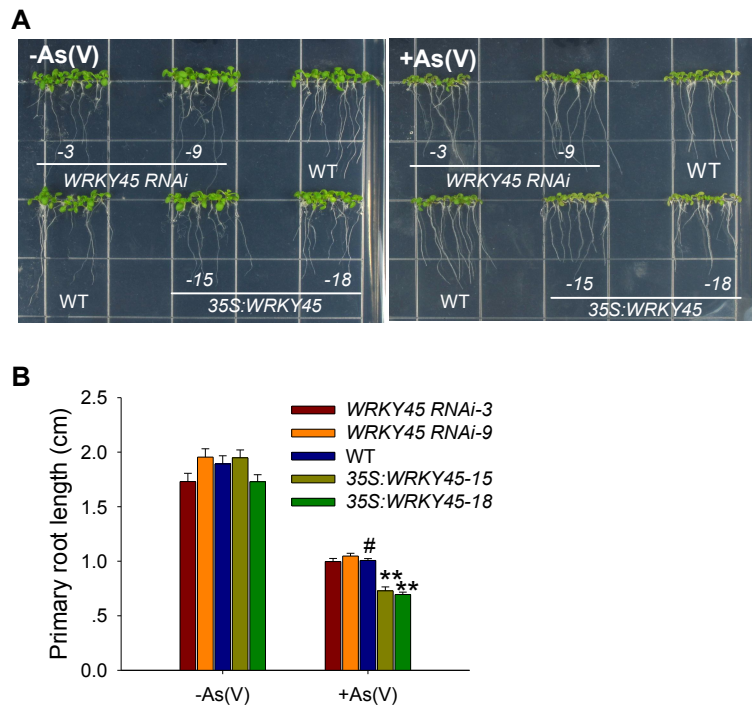 A
-As(V)
-3
-9
WRKY45 RNAi
WT
WT
-15
-18
35S:WRKY45
+As(V)
-3
-9
WRKY45 RNAi
WT
WT
-15
-18
35S:WRKY45
B
Primary root length (cm)
2.5
2.0
1.5
1.0
.5
0.0
WRKY45 RNAi-3
WRKY45 RNAi-9
WT
35S:WRKY45-15
35S:WRKY45-18
#
**
**
-As(V)
+As(V)